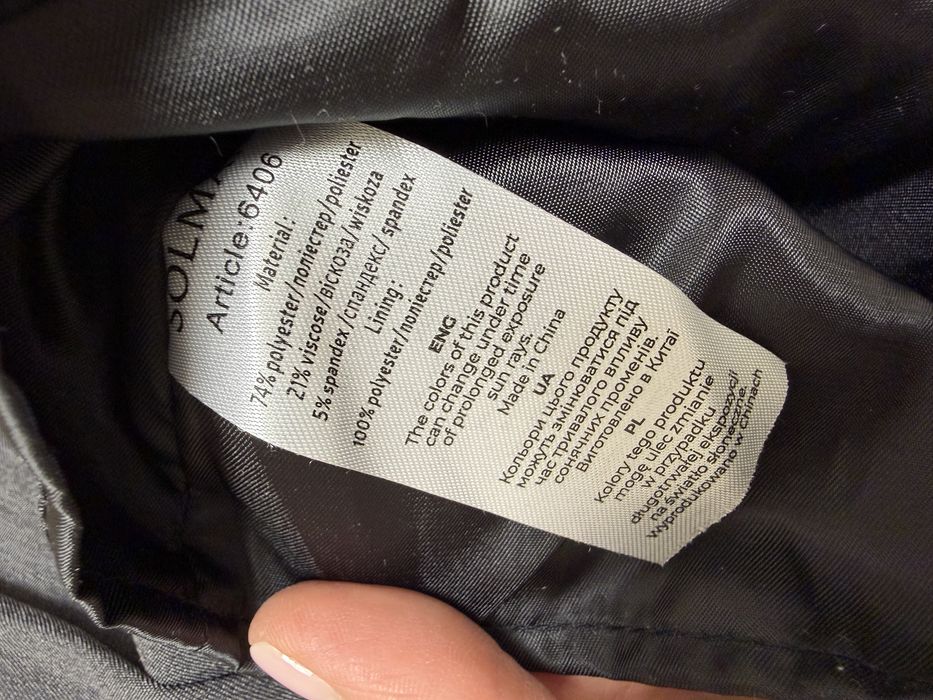 SOLMA
Article:6406
Material:
74% polyester/поліестер/poliester
21% viscose/віскоза/wiskoza
5% spandex/спандекс/ spandex
Lining:
100% polyester/поліестер/poliester
ENG
The colors of this product
can change under time
of prolonged exposure
sun rays.
Made in China
UA
Кольори цього продукту
можуть змінюватися під
час тривалого впливу
сонячних променів.
Виготовлено в Китаї
PL
Kolory tego produktu
mogę ulec zmianie
w przypadku
długotrwałej ekspozycji
na światło słoneczne.
wyprodukowano w Chinach